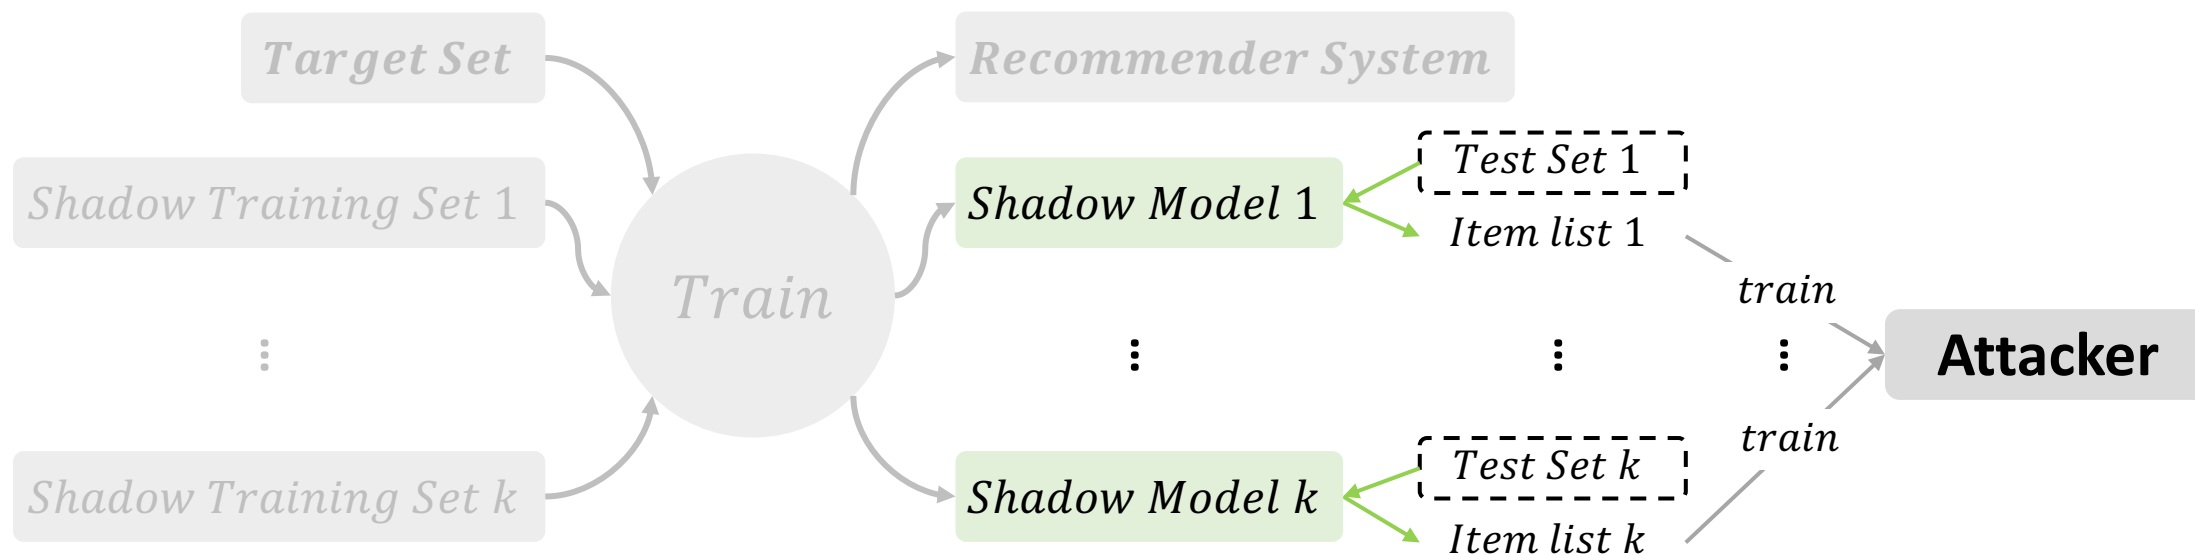 Target Set
Recommender System
Shadow Training Set 1
Shadow Model 1
Test Set 1
Item list 1
Train
train
⋮
⋮
⋮
⋮
Attacker
train
Shadow Training Set k
Shadow Model k
Test Set k
Item list k